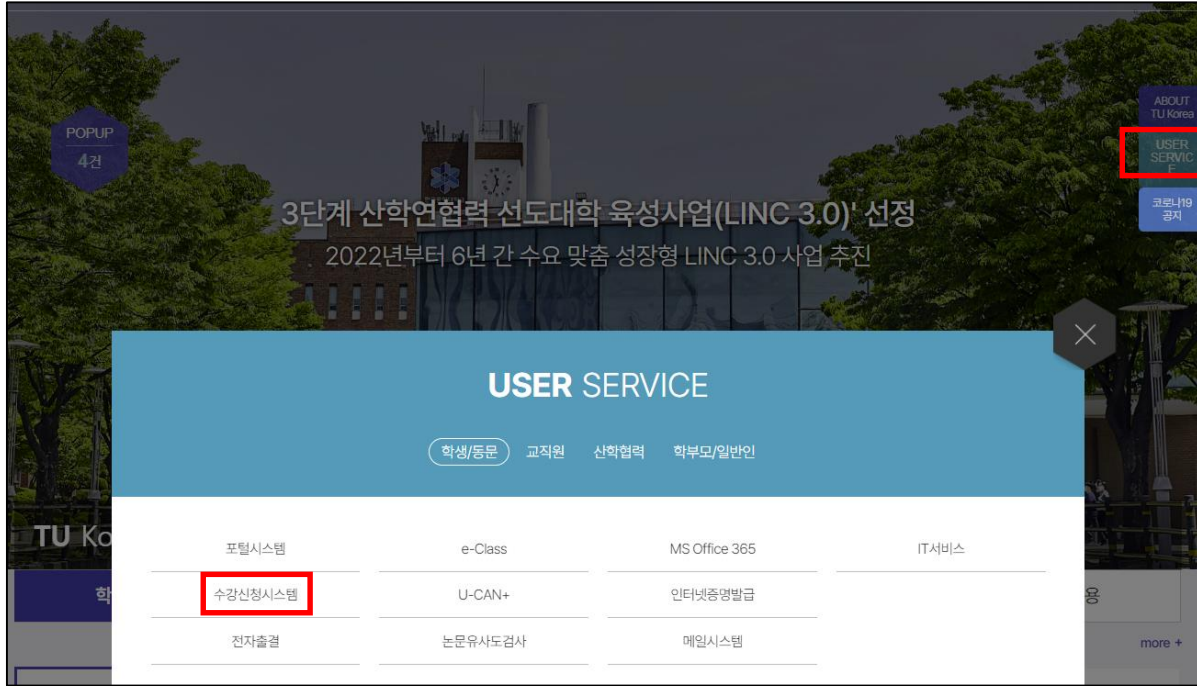 POPUP
4건
ABOUT
TU Korea
USER
SERVIC
E
코로나19
공지
3단계 산학연협력 선도대학 육성사업(LINC 3.0)' 선정
2022년부터 6년 간 수요 맞춤 성장형 LINC 3.0 사업 추진
USER SERVICE
학생/동문 교직원 산학협력 학부모/일반인
TU Ko
포털시스템 e-Class MS Office 365 IT서비스
학 수강신청시스템 U-CAN+ 인터넷증명발급 용
전자출결 논문유사도검사 메일시스템 more +